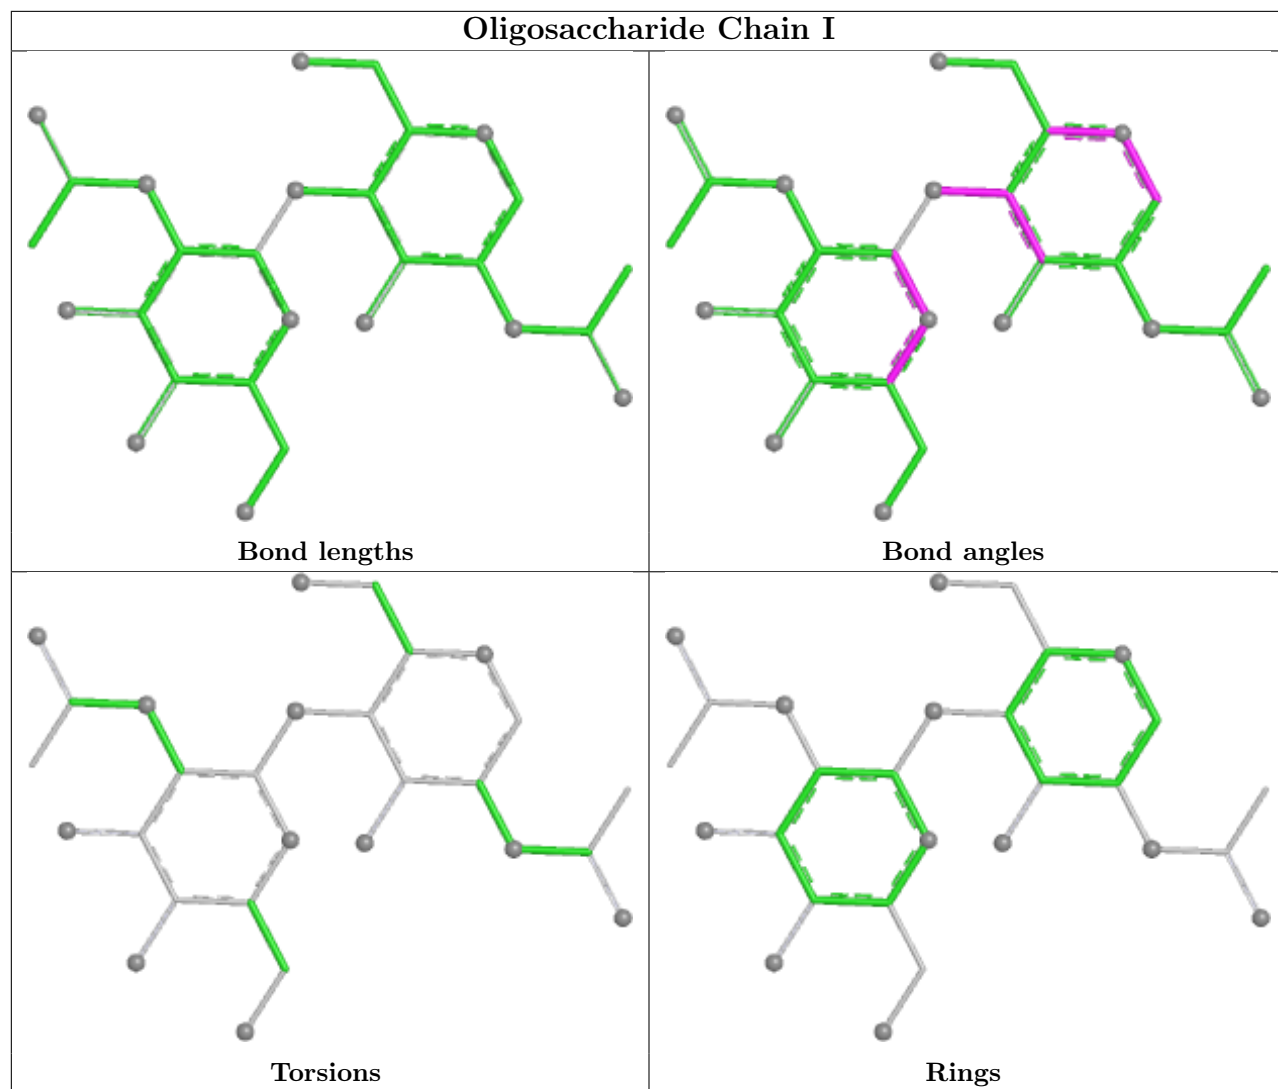 Oligosaccharide Chain I
Bond lengths
Bond angles
Torsions
Rings